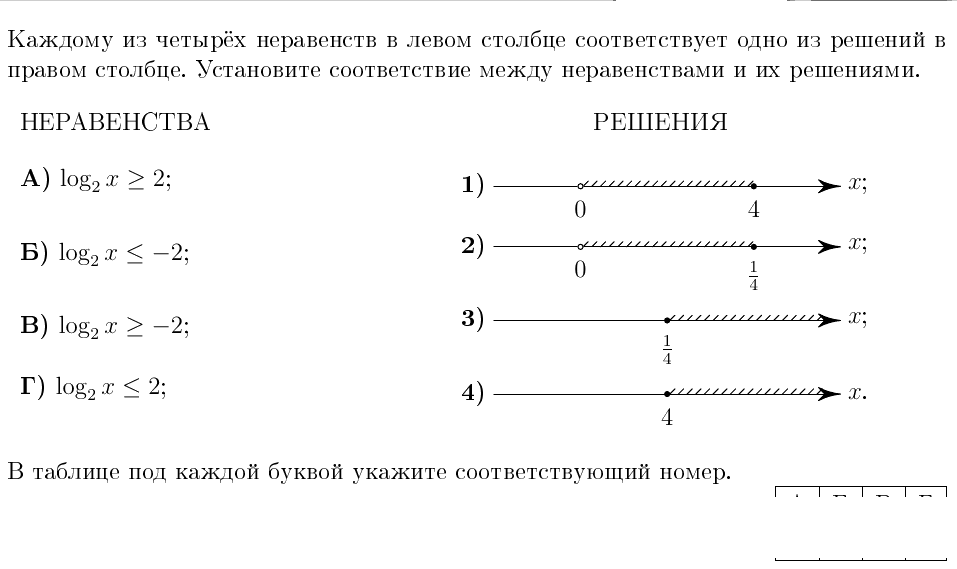 Каждому из четырёх неравенств в левом столбце соответствует одно из решений в
правом столбце. Установите соответствие между неравенствами и их решениями.
НЕРАВЕНСТВА
РЕШЕНИЯ
А) log₂ x ≥ 2;
Б) log₂ x ≤ −2;
В) log₂ x ≥ −2;
Г) log₂ x ≤ 2;
1) x;
0 4
2) x;
0 1/4
3) x;
1/4
4) x.
4
В таблице под каждой буквой укажите соответствующий номер.